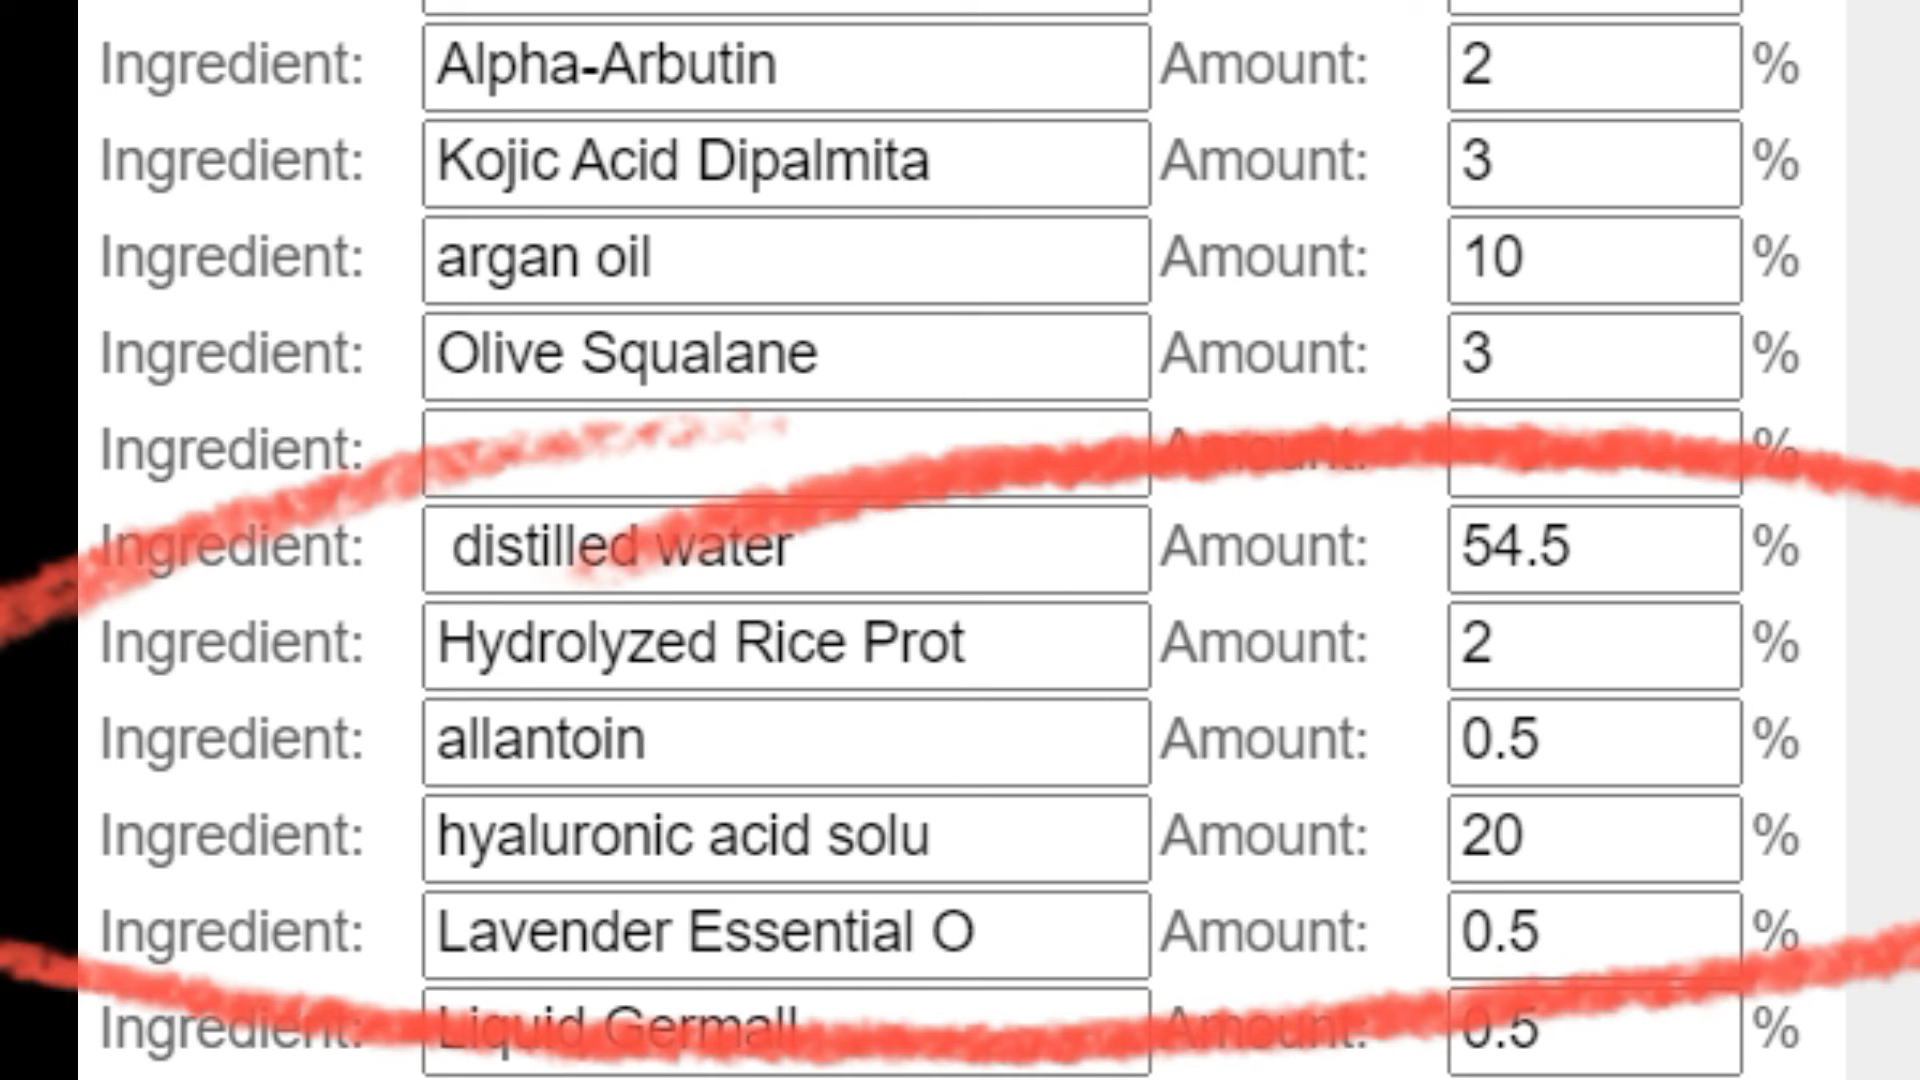 Ingredient: Alpha-Arbutin Amount: 2 %
Ingredient: Kojic Acid Dipalmita Amount: 3 %
Ingredient: argan oil Amount: 10 %
Ingredient: Olive Squalane Amount: 3 %
Ingredient: Amount: %
Ingredient: distilled water Amount: 54.5 %
Ingredient: Hydrolyzed Rice Prot Amount: 2 %
Ingredient: allantoin Amount: 0.5 %
Ingredient: hyaluronic acid solu Amount: 20 %
Ingredient: Lavender Essential O Amount: 0.5 %
Ingredient: Liquid Germall Amount: 0.5 %